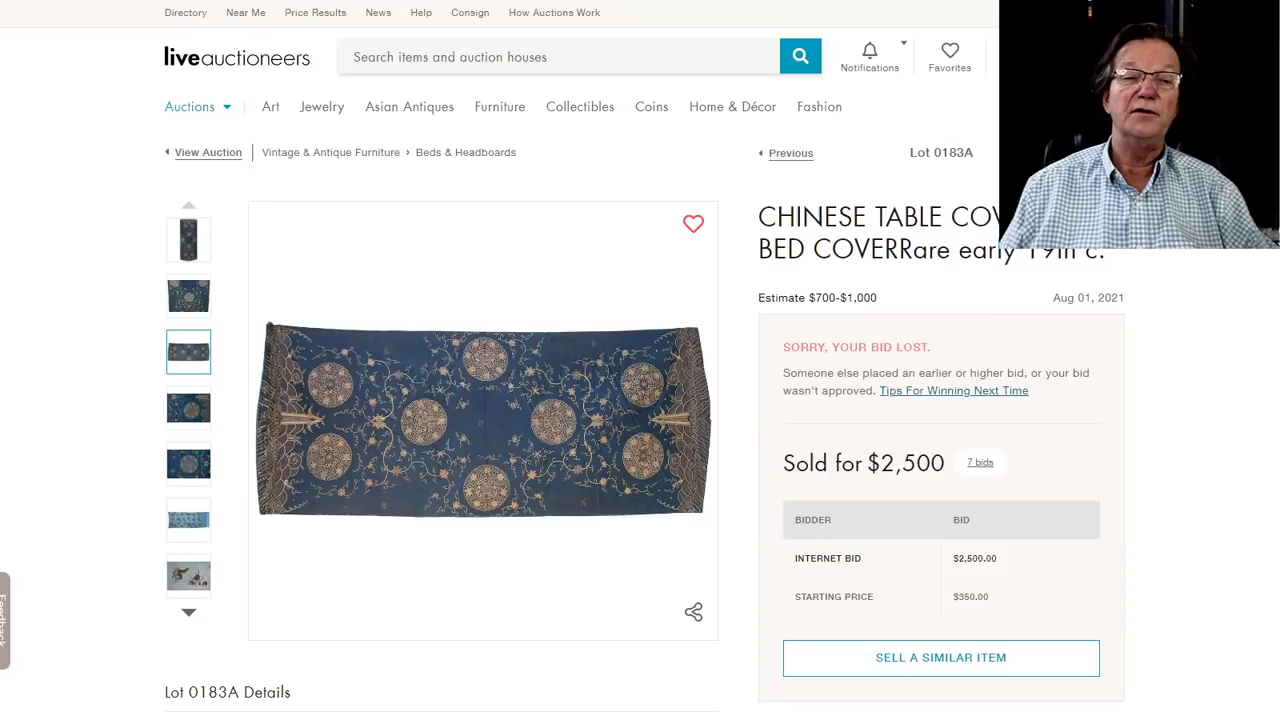 Directory Near Me Price Results News Help Consign How Auctions Work
liveauctioneers
Search items and auction houses
Notifications
Favorites
Auctions Art Jewelry Asian Antiques Furniture Collectibles Coins Home & Décor Fashion
View Auction Vintage & Antique Furniture › Beds & Headboards
Previous Lot 0183A
CHINESE TABLE
BED COVERRare early 19th c.
Estimate $700-$1,000 Aug 01, 2021
SORRY, YOUR BID LOST.
Someone else placed an earlier or higher bid, or your bid
wasn't approved. Tips For Winning Next Time
Sold for $2,500 7 bids
BIDDER BID
INTERNET BID $2,500.00
STARTING PRICE $350.00
SELL A SIMILAR ITEM
Feedback
Lot 0183A Details